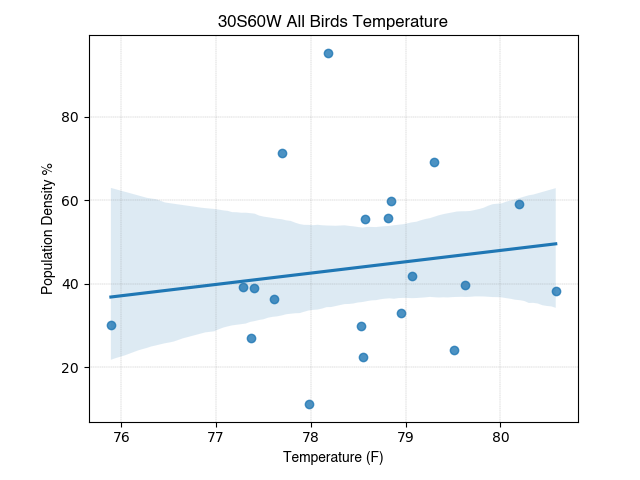 30S60W All Birds Temperature
80
60
40
20
Population Density %
76 77 78 79 80
Temperature (F)